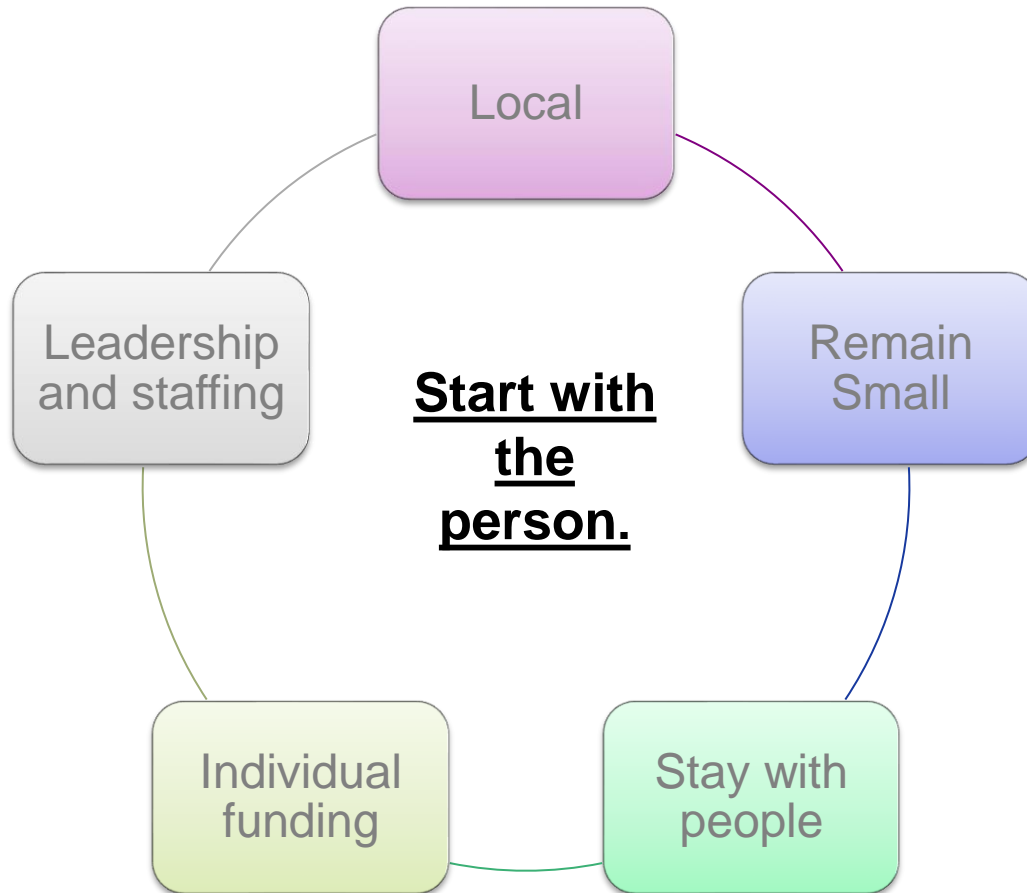 Local
Remain
Small
Stay with
people
Individual
funding
Leadership
and staffing
Start with
the
person.